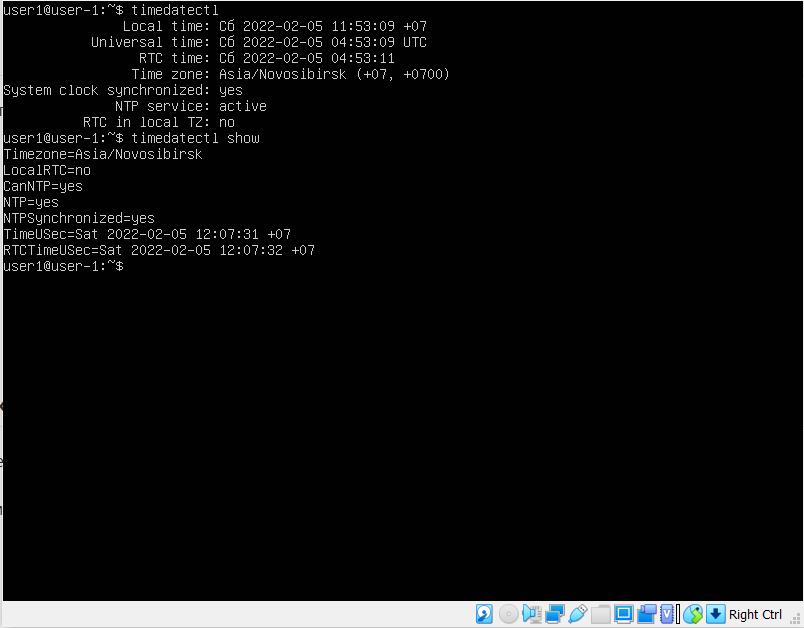 user1@user-1:~$ timedatectl
Local time: Сб 2022-02-05 11:53:09 +07
Universal time: Сб 2022-02-05 04:53:09 UTC
RTC time: Сб 2022-02-05 04:53:11
Time zone: Asia/Novosibirsk (+07, +0700)
System clock synchronized: yes
NTP service: active
RTC in local TZ: no
user1@user-1:~$ timedatectl show
Timezone=Asia/Novosibirsk
LocalRTC=no
CanNTP=yes
NTP=yes
NTPSynchronized=yes
TimeUSec=Sat 2022-02-05 12:07:31 +07
RTCTimeUSec=Sat 2022-02-05 12:07:32 +07
user1@user-1:~$
Right Ctrl